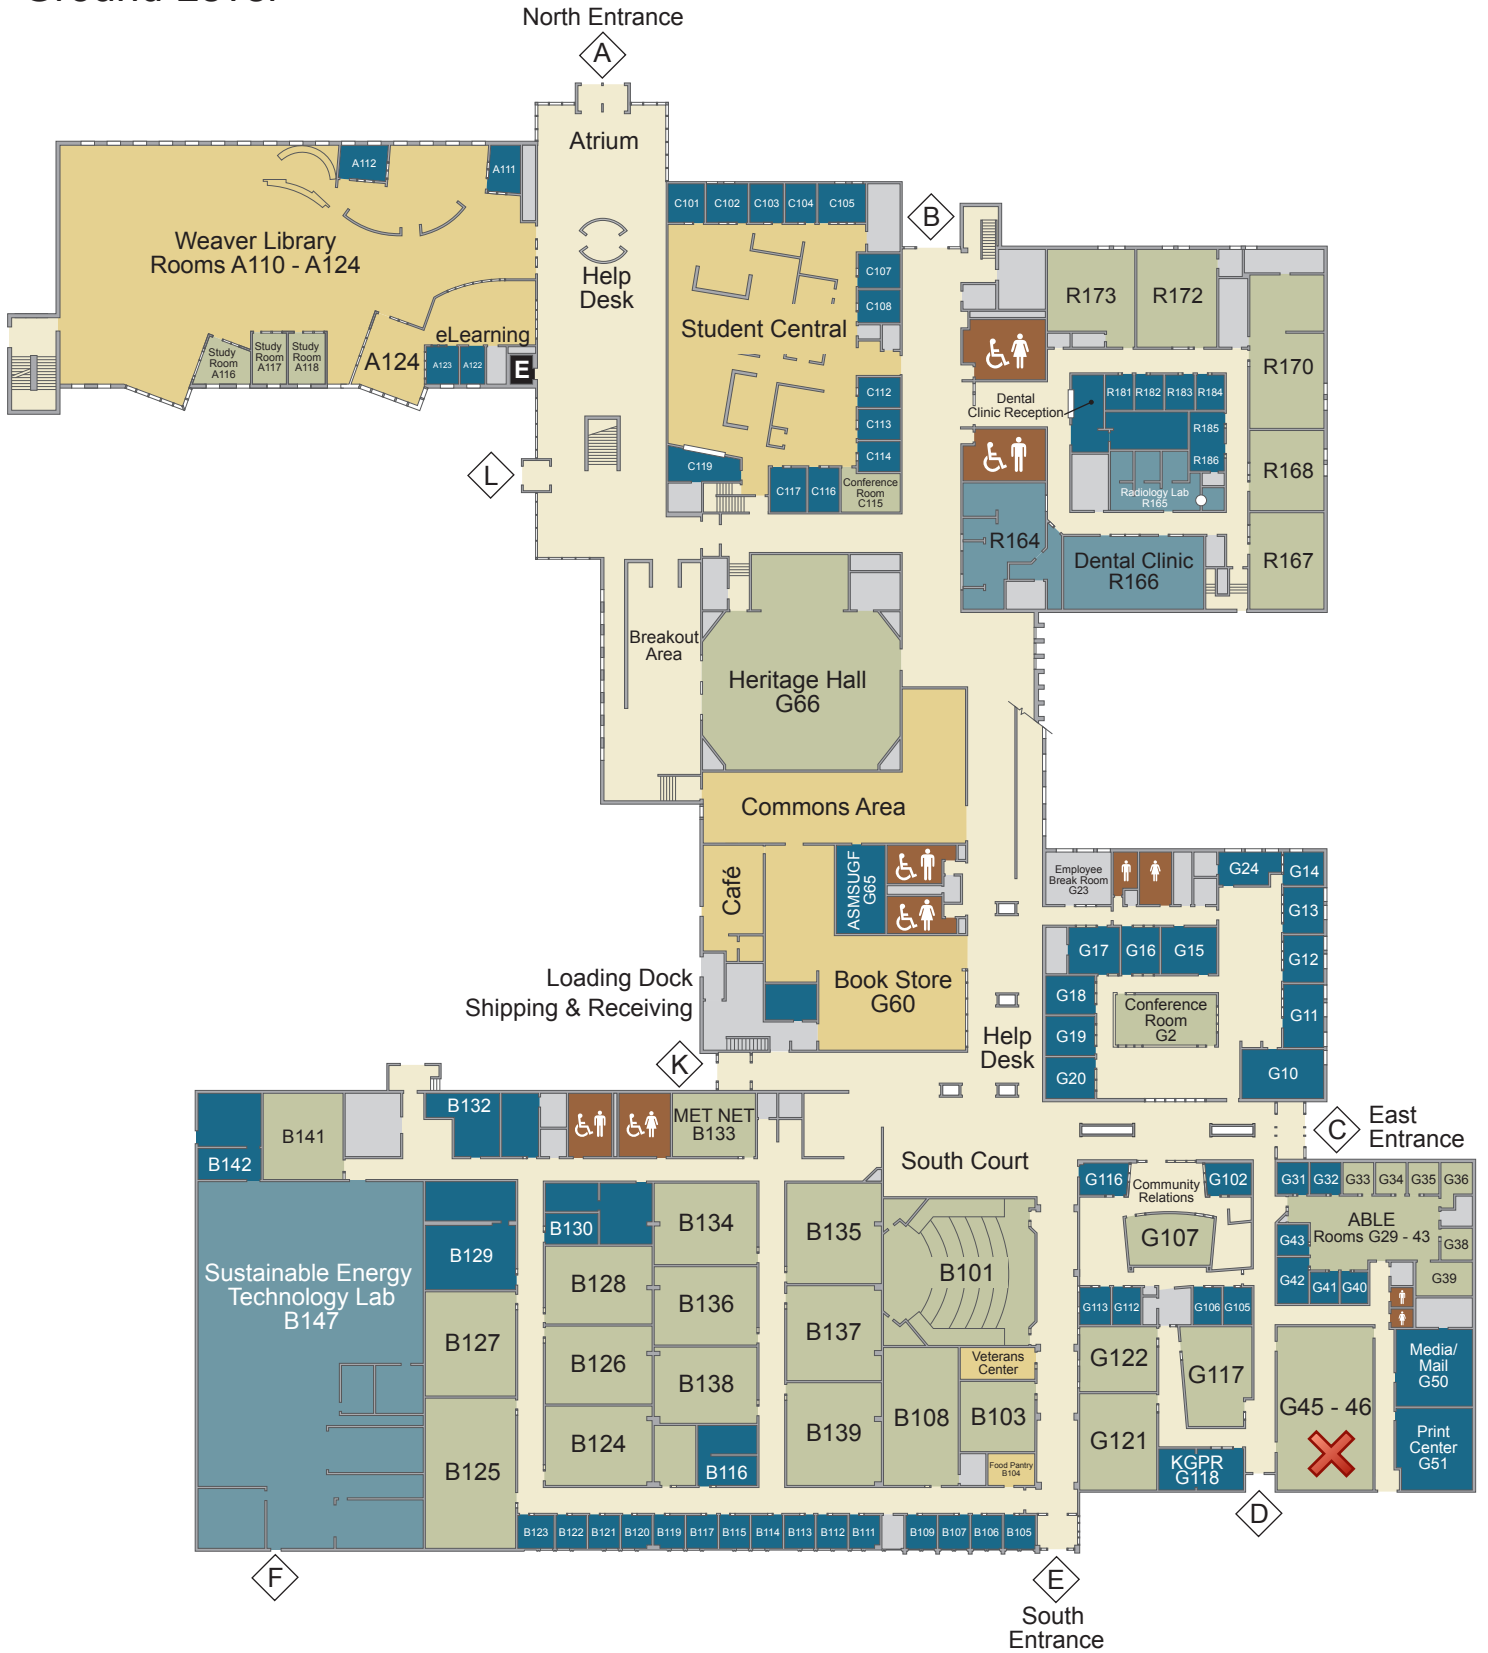 Ground Level
North Entrance
A
Atrium
A112
A111
Weaver Library
Rooms A110 - A124
Help
Desk
eLearning
Study
Room
A116
Study
Room
A117
Study
Room
A118
A124
A123
A122
E
L
C101
C102
C103
C104
C105
B
C107
C108
Student Central
C112
C113
C114
C119
C117
C116
Conference
Room
C115
R173
R172
R170
Dental
Clinic Reception
R181
R182
R183
R184
R185
R186
R168
Radiology Lab
R165
R164
Dental Clinic
R166
R167
Breakout
Area
Heritage Hall
G66
Commons Area
Café
ASMSUGF
G65
Employee
Break Room
G23
G24
G14
G13
G17
G16
G15
G12
Loading Dock
Shipping & Receiving
Book Store
G60
G18
Conference
Room
G2
G11
G19
Help
Desk
G20
G10
K
B132
MET NET
B133
B141
B142
C
East
Entrance
South Court
G116
Community
Relations
G102
G31
G32
G33
G34
G35
G36
ABLE
Rooms G29 - 43
B130
B134
B135
G107
G43
G38
B129
B101
Sustainable Energy
Technology Lab
B147
B128
G42
G41
G40
G39
B136
G113
G112
G106
G105
B127
B137
B126
Veterans
Center
G122
G117
Media/
Mail
G50
B138
B108
B103
G45 - 46
B124
B139
G121
Print
Center
G51
B125
B116
Food Pantry
B104
KGPR
G118
D
B123
B122
B121
B120
B119
B117
B115
B114
B113
B112
B111
B109
B107
B106
B105
F
E
South
Entrance